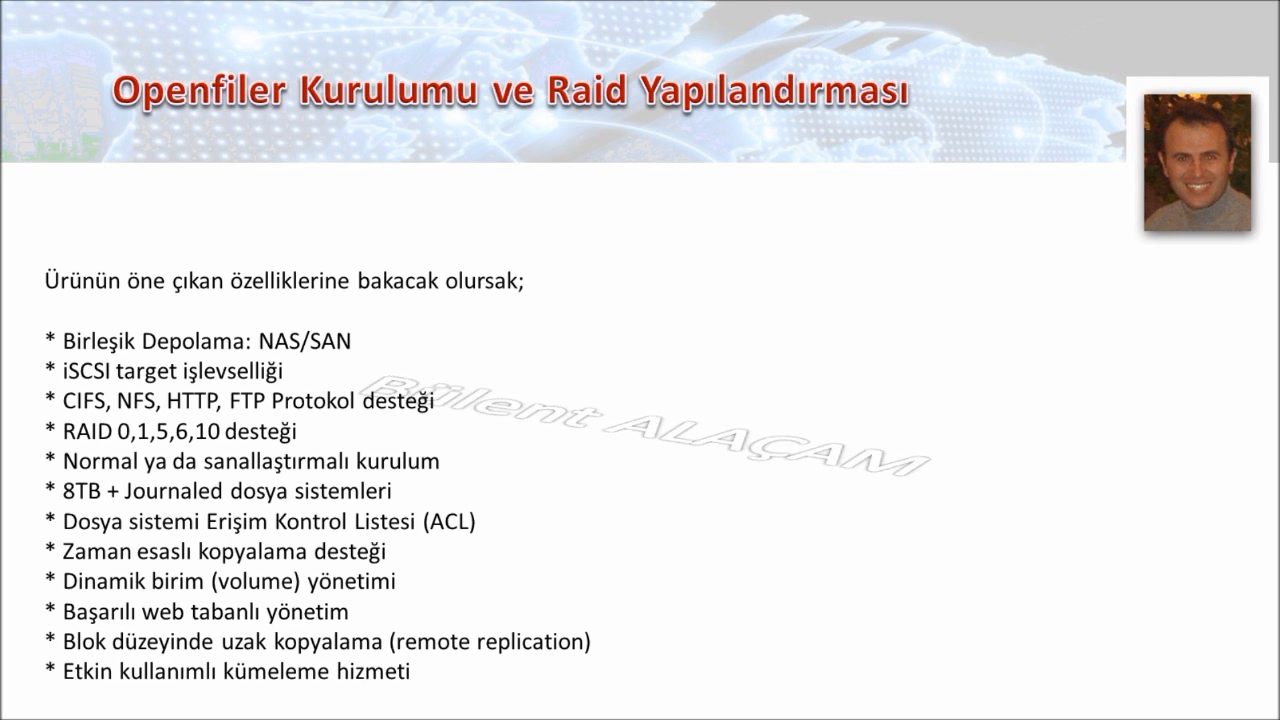 Openfiler Kurulumu ve Raid Yapılandırması
Ürünün öne çıkan özelliklerine bakacak olursak;
* Birleşik Depolama: NAS/SAN
* iSCSI target işlevselliği
* CIFS, NFS, HTTP, FTP Protokol desteği
* RAID 0,1,5,6,10 desteği
* Normal ya da sanallaştırmalı kurulum
* 8TB + Journaled dosya sistemleri
* Dosya sistemi Erişim Kontrol Listesi (ACL)
* Zaman esaslı kopyalama desteği
* Dinamik birim (volume) yönetimi
* Başarılı web tabanlı yönetim
* Blok düzeyinde uzak kopyalama (remote replication)
* Etkin kullanımlı kümeleme hizmeti
Bülent ALAÇAM